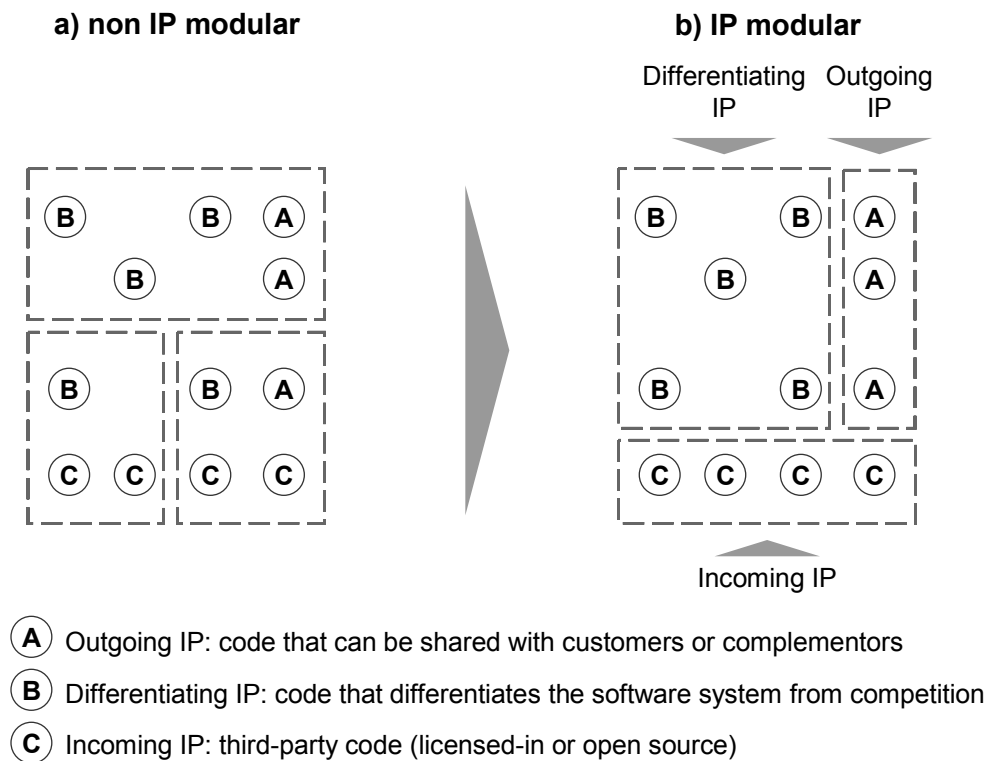 a) non IP modular
b) IP modular
Differentiating IP
Outgoing IP
B B A
B A
B B A
C C C C
B B A
B A
B B A
C C C C
Incoming IP
A Outgoing IP: code that can be shared with customers or complementors
B Differentiating IP: code that differentiates the software system from competition
C Incoming IP: third-party code (licensed-in or open source)